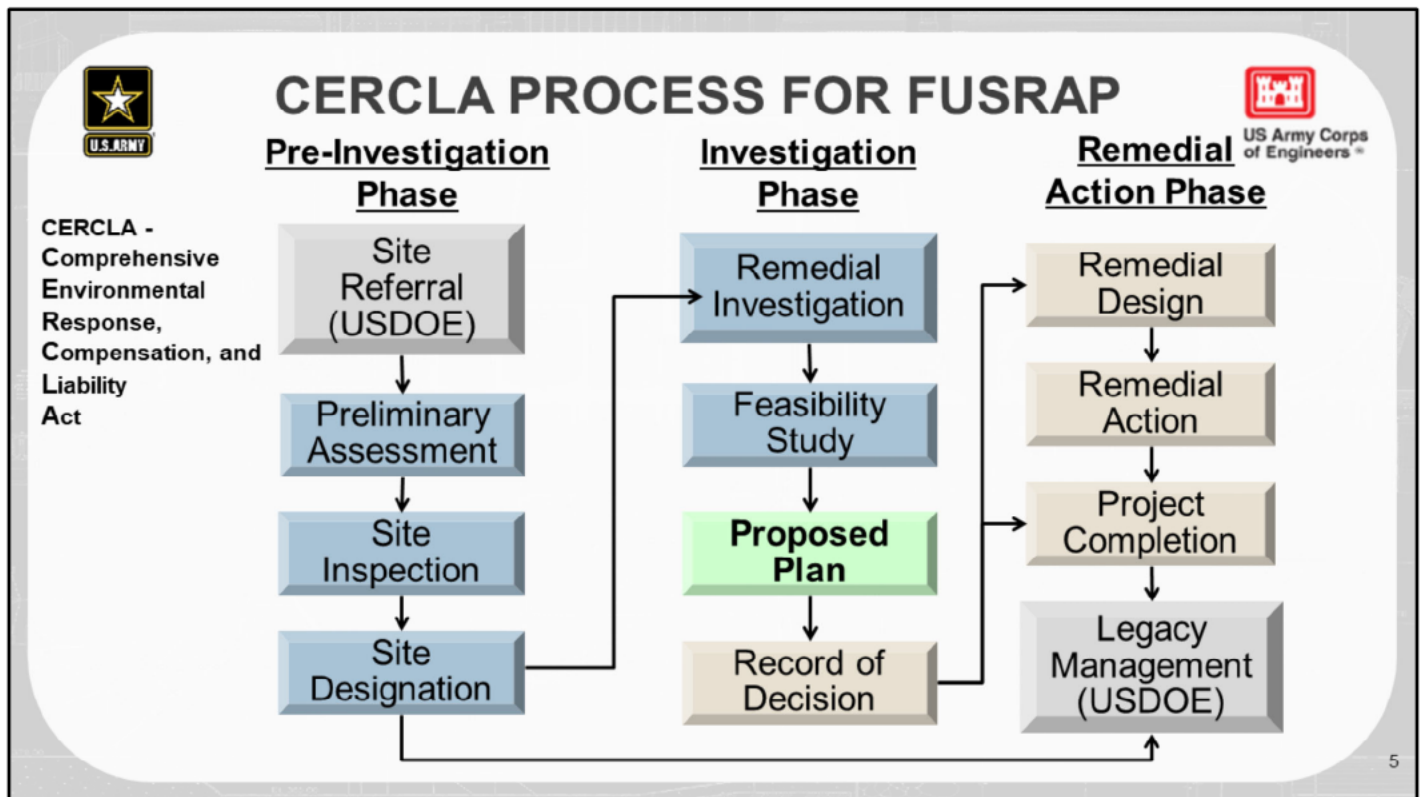 CERCLA PROCESS FOR FUSRAP
U.S.ARMY
US Army Corps
of Engineers ®
CERCLA -
Comprehensive
Environmental
Response,
Compensation, and
Liability
Act
Pre-Investigation
Phase
Site
Referral
(USDOE)
Preliminary
Assessment
Site
Inspection
Site
Designation
Investigation
Phase
Remedial
Investigation
Feasibility
Study
Proposed
Plan
Record of
Decision
Remedial
Action Phase
Remedial
Design
Remedial
Action
Project
Completion
Legacy
Management
(USDOE)
5